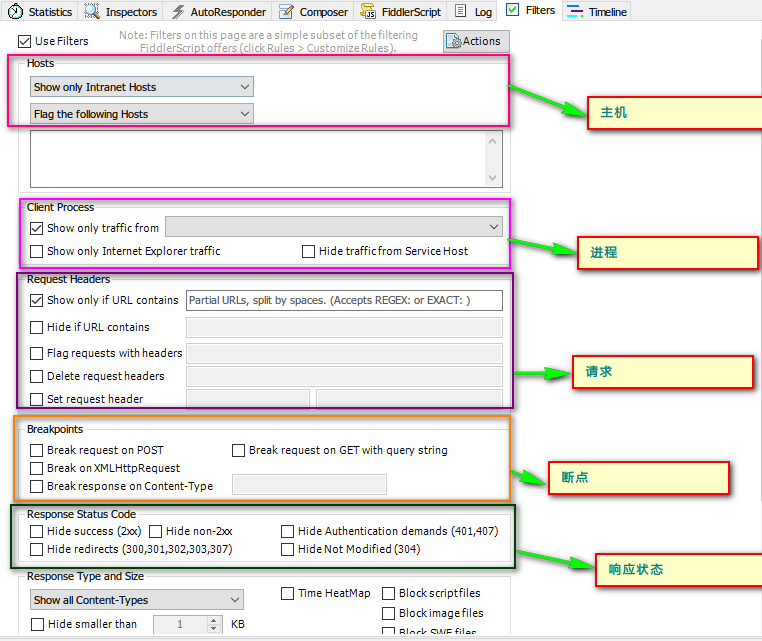 Statistics Inspectors AutoResponder Composer FiddlerScript Log Filters Timeline
Use Filters
Note: Filters on this page are a simple subset of the filtering
FiddlerScript offers (click Rules > Customize Rules).
Actions
Hosts
Show only Intranet Hosts
Flag the following Hosts
主机
Client Process
Show only traffic from
Show only Internet Explorer traffic Hide traffic from Service Host
进程
Request Headers
Show only if URL contains Partial URLs, split by spaces. (Accepts REGEX: or EXACT: )
Hide if URL contains
Flag requests with headers
Delete request headers
Set request header
请求
Breakpoints
Break request on POST Break request on GET with query string
Break on XMLHttpRequest
Break response on Content-Type
断点
Response Status Code
Hide success (2xx) Hide non-2xx Hide Authentication demands (401,407)
Hide redirects (300,301,302,303,307) Hide Not Modified (304)
响应状态
Response Type and Size
Show all Content-Types Time HeatMap Block script files
Block image files
Hide smaller than 1 KB
Block SWF files